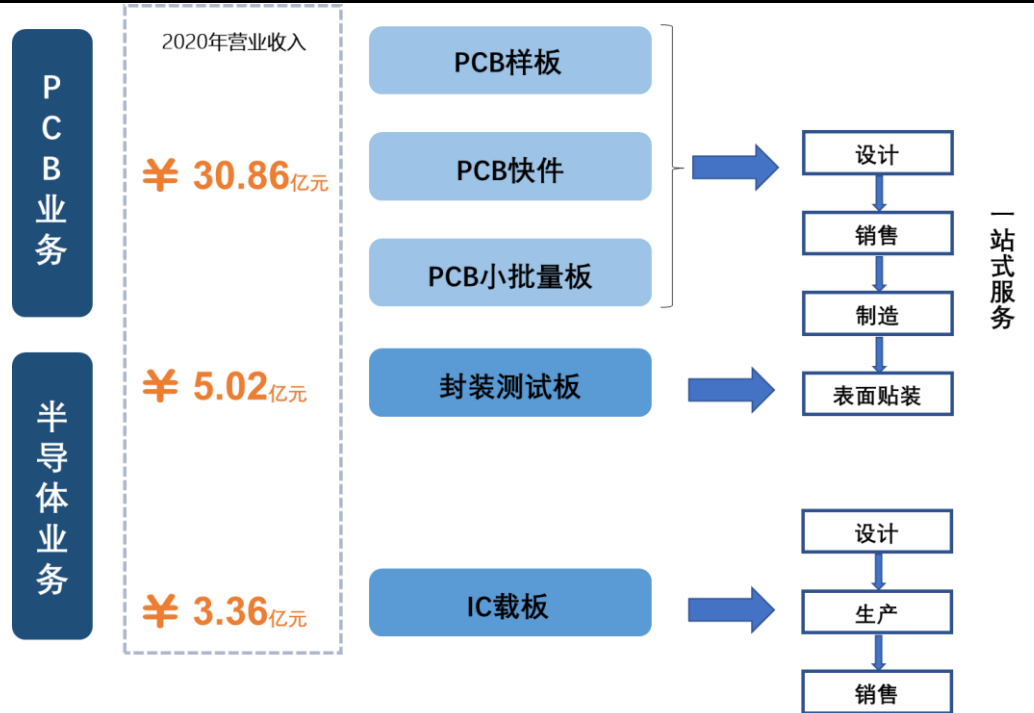 PCB业务
2020年营业收入
¥ 30.86亿元
PCB样板
PCB快件
PCB小批量板
设计
销售
制造
表面贴装
一站式服务
半导体业务
¥ 5.02亿元
封装测试板
¥ 3.36亿元
IC载板
设计
生产
销售